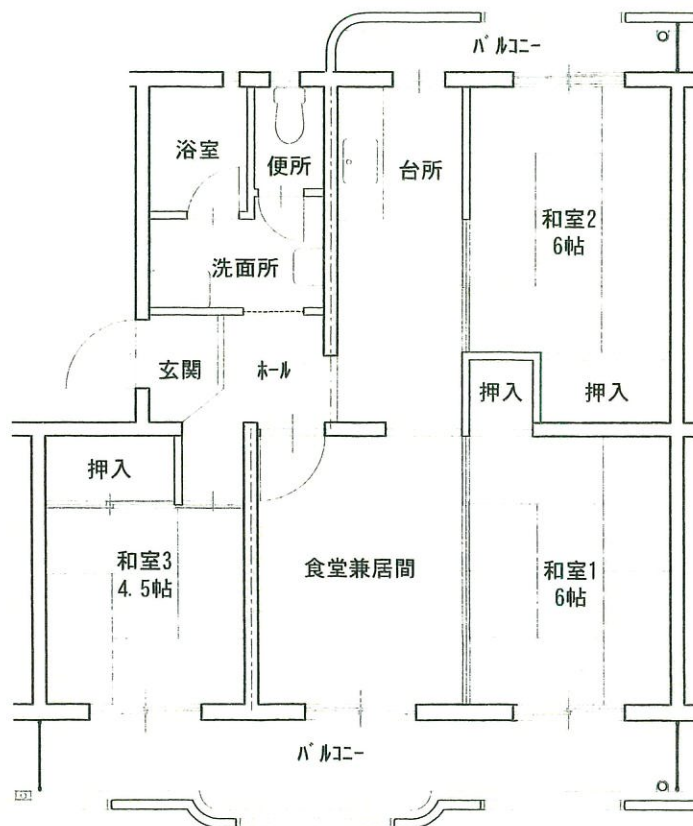 バルコニー
浴室
便所
台所
和室2
6帖
洗面所
玄関
ホール
押入
押入
押入
和室3
4.5帖
食堂兼居間
和室1
6帖
バルコニー